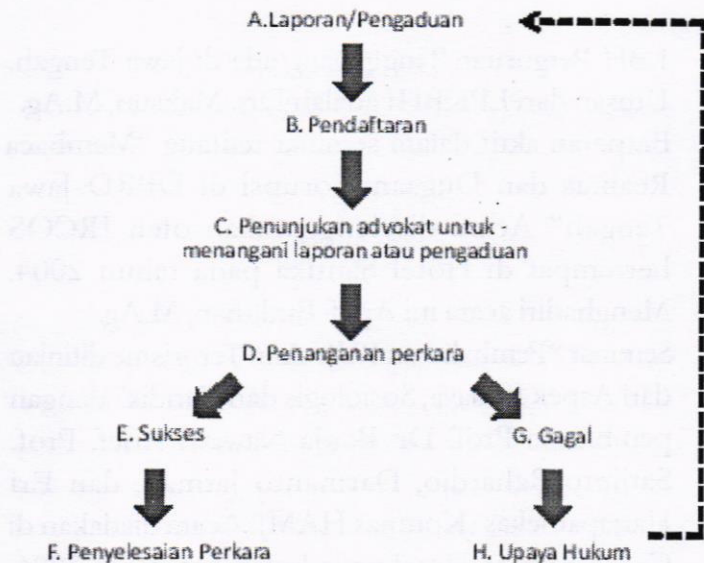 A.Laporan/Pengaduan
B. Pendaftaran
C. Penunjukan advokat untuk
menangani laporan atau pengaduan
D. Penanganan perkara
E. Sukses
G. Gagal
F. Penyelesaian Perkara
H. Upaya Hukum